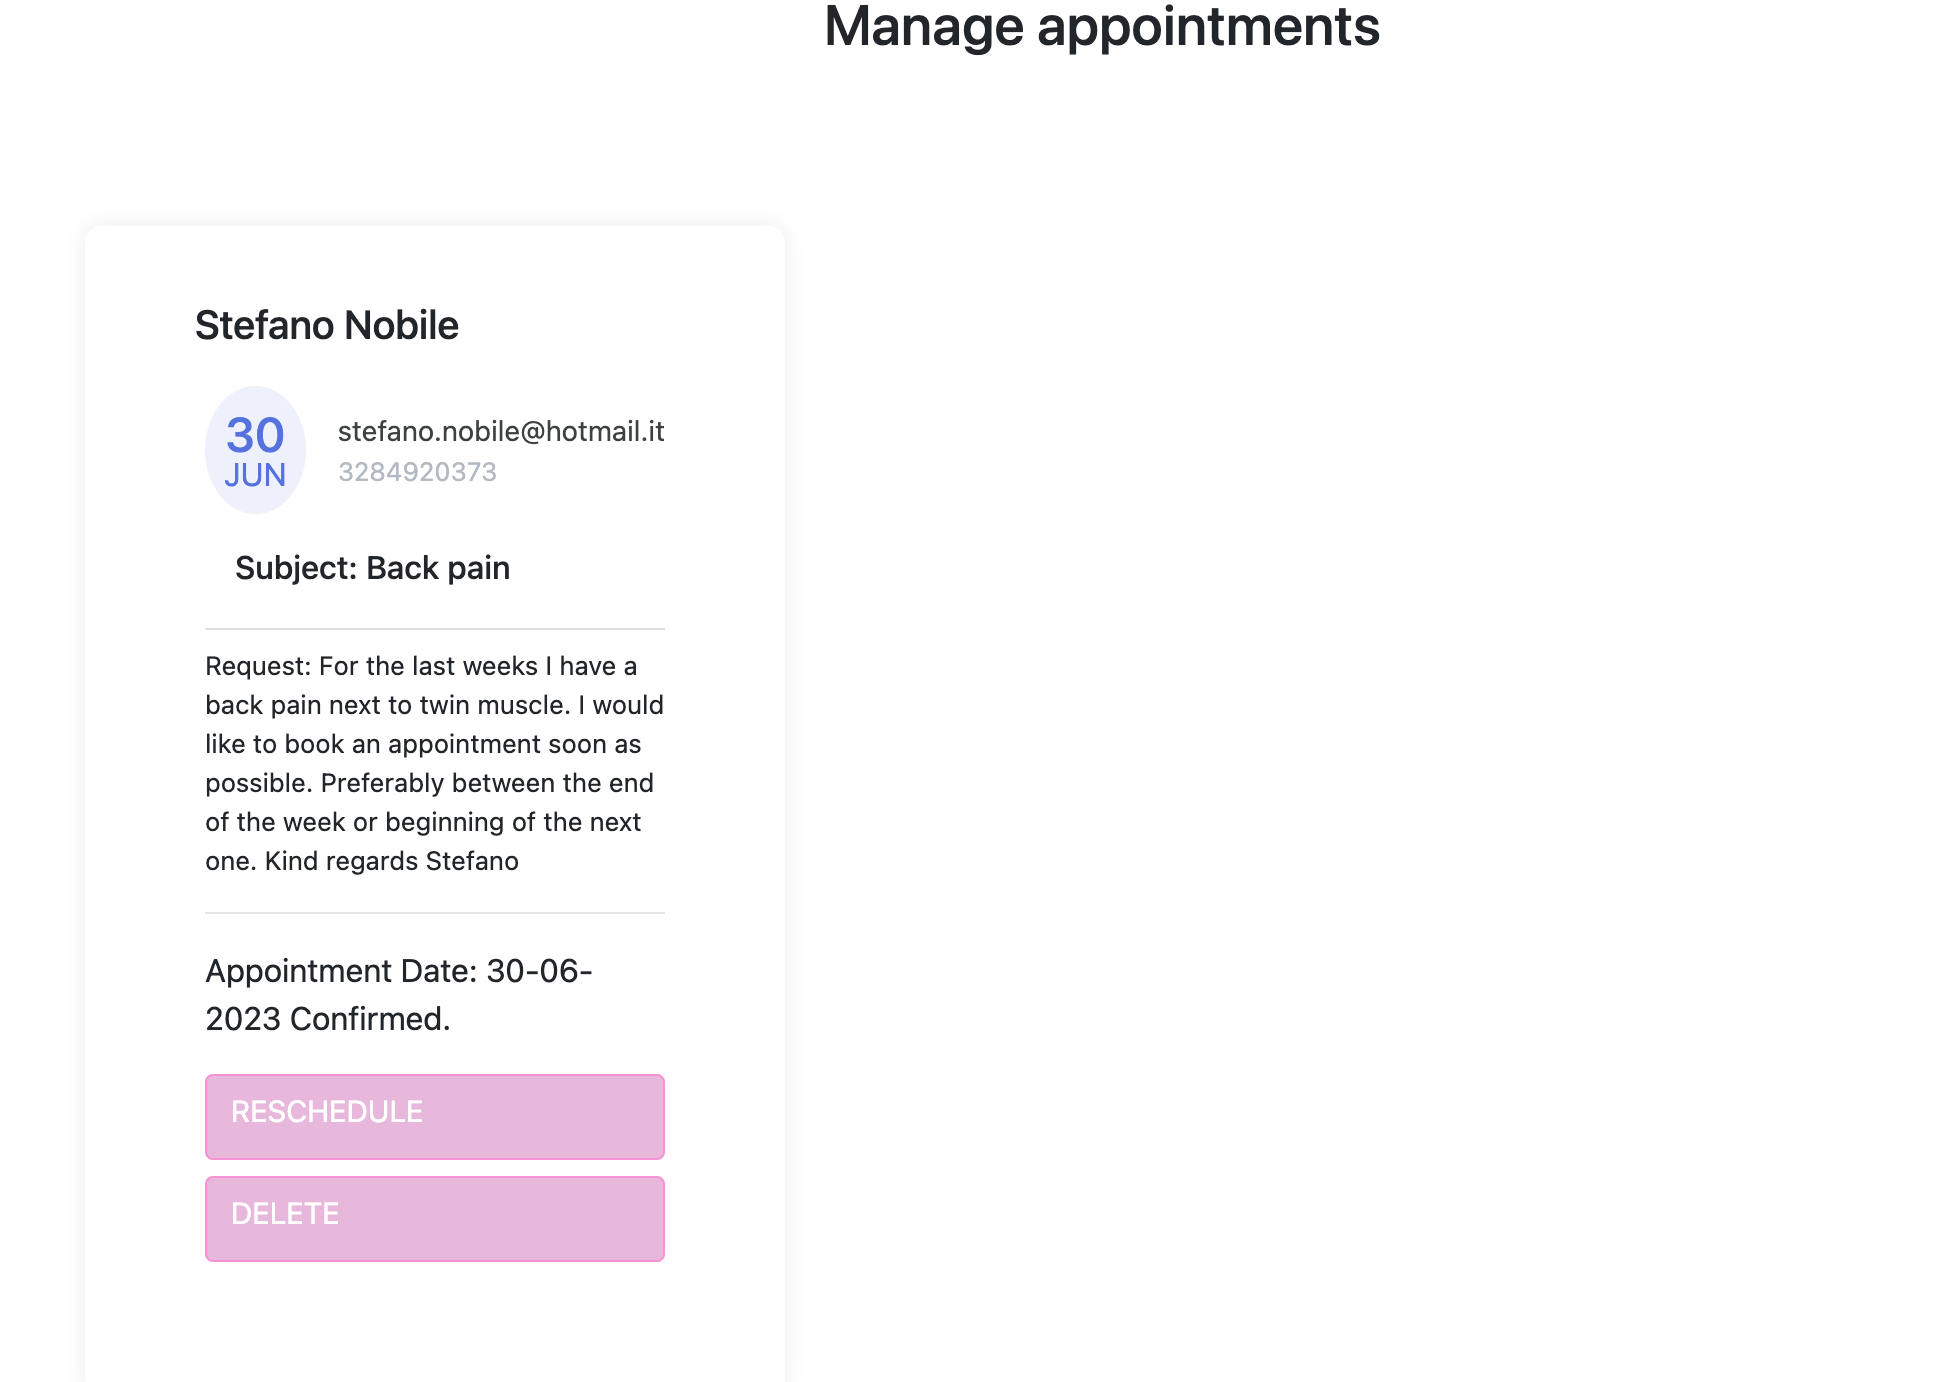 Manage appointments
Stefano Nobile
30
JUN
stefano.nobile@hotmail.it
3284920373
Subject: Back pain
Request: For the last weeks I have a
back pain next to twin muscle. I would
like to book an appointment soon as
possible. Preferably between the end
of the week or beginning of the next
one. Kind regards Stefano
Appointment Date: 30-06-
2023 Confirmed.
RESCHEDULE
DELETE